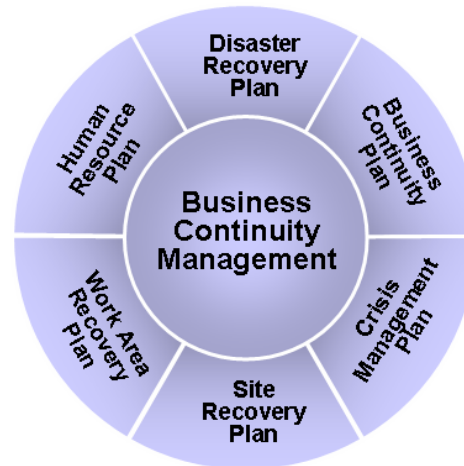 Disaster
Recovery
Plan
Business
Continuity
Plan
Crisis
Management
Plan
Site
Recovery
Plan
Work Area
Recovery
Plan
Human
Resource
Plan
Business
Continuity
Management